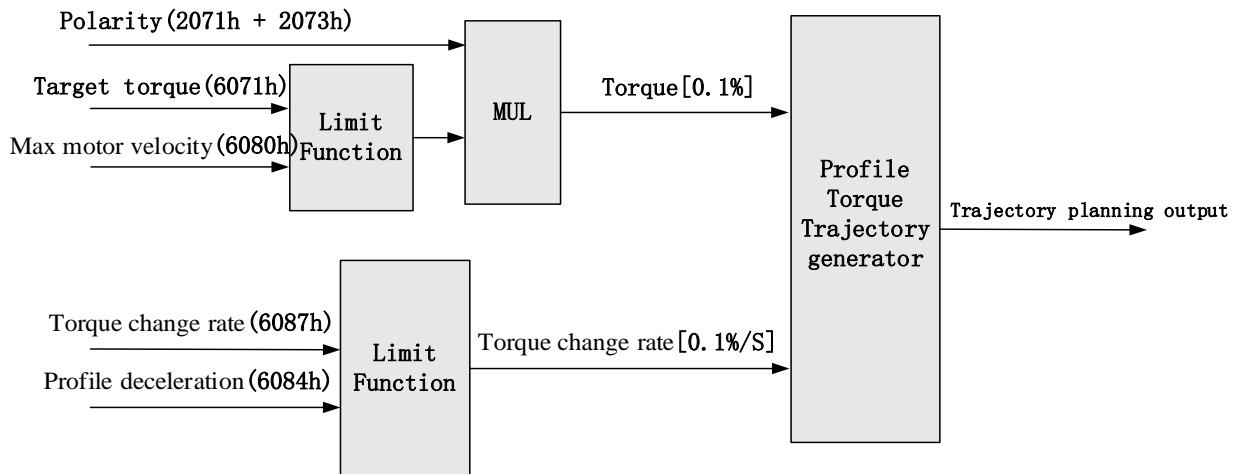 Polarity(2071h + 2073h)
Target torque(6071h)
Max motor velocity(6080h)
Limit
Function
MUL
Torque[0.1%]
Profile
Torque
Trajectory
generator
Trajectory planning output
Torque change rate(6087h)
Profile deceleration(6084h)
Limit
Function
Torque change rate[0.1%/S]